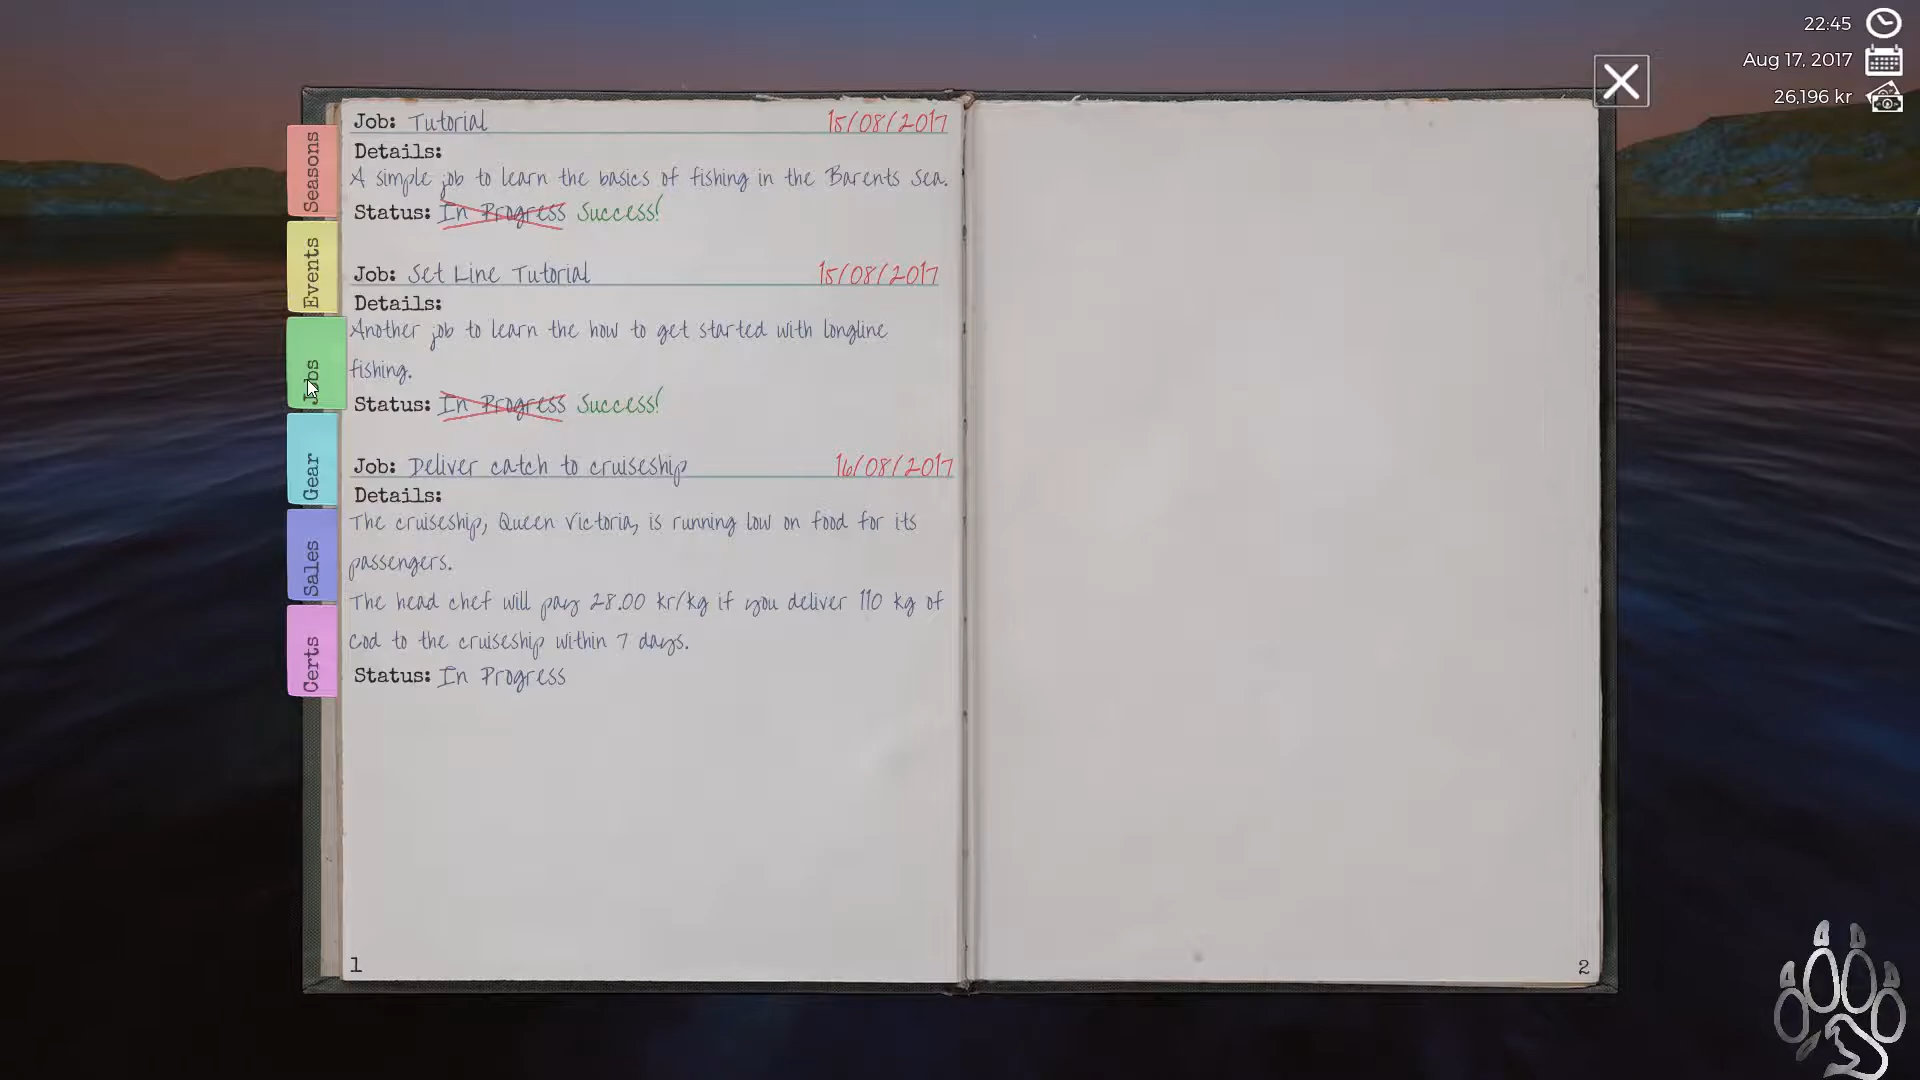 22:45
Aug 17, 2017
26,196 kr
Seasons
Events
Jobs
Gear
Sales
Certs
Job: Tutorial 15/08/2017
Details:
A simple job to learn the basics of fishing in the Barents Sea.
Status: In Progress Success!
Job: Set Line Tutorial 15/08/2017
Details:
Another job to learn the how to get started with longline
fishing.
Status: In Progress Success!
Job: Deliver catch to cruiseship 16/08/2017
Details:
The cruiseship, Queen Victoria, is running low on food for its
passengers.
The head chef will pay 28.00 kr/kg if you deliver 110 kg of
Cod to the cruiseship within 7 days.
Status: In Progress
1
2